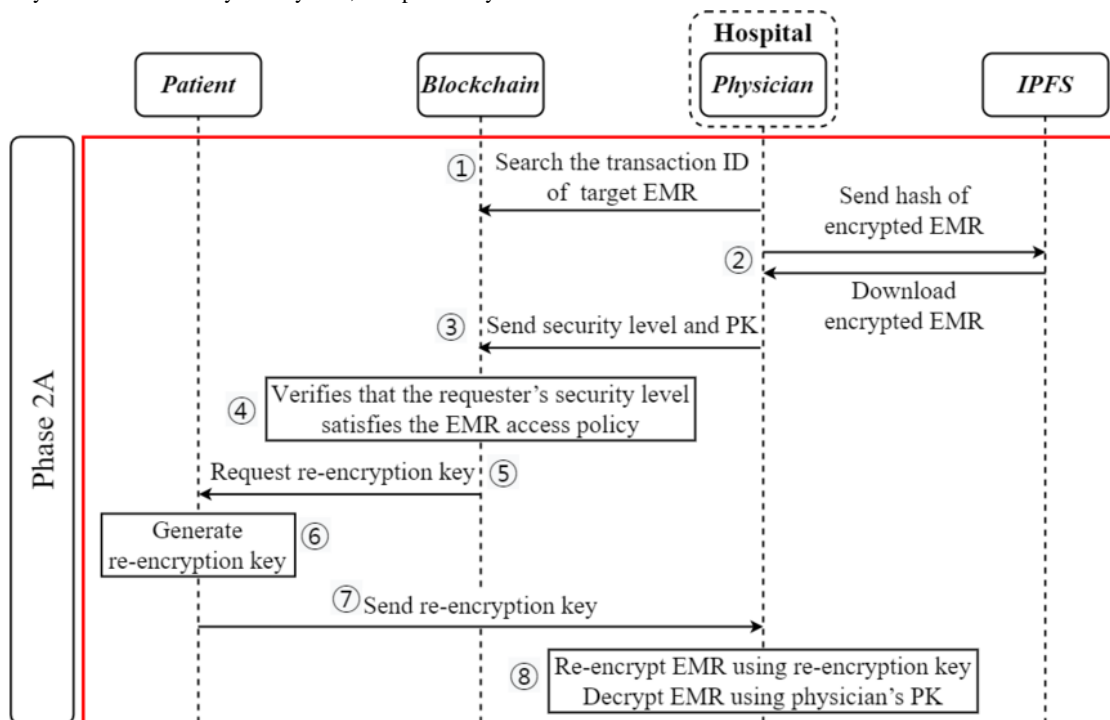 Hospital
Patient
Blockchain
Physician
IPFS
Phase 2A
① Search the transaction ID
of target EMR
Send hash of
encrypted EMR
②
Download
encrypted EMR
③ Send security level and PK
④ Verifies that the requester's security level
satisfies the EMR access policy
Request re-encryption key ⑤
Generate
re-encryption key ⑥
⑦ Send re-encryption key
⑧ Re-encrypt EMR using re-encryption key
Decrypt EMR using physician's PK